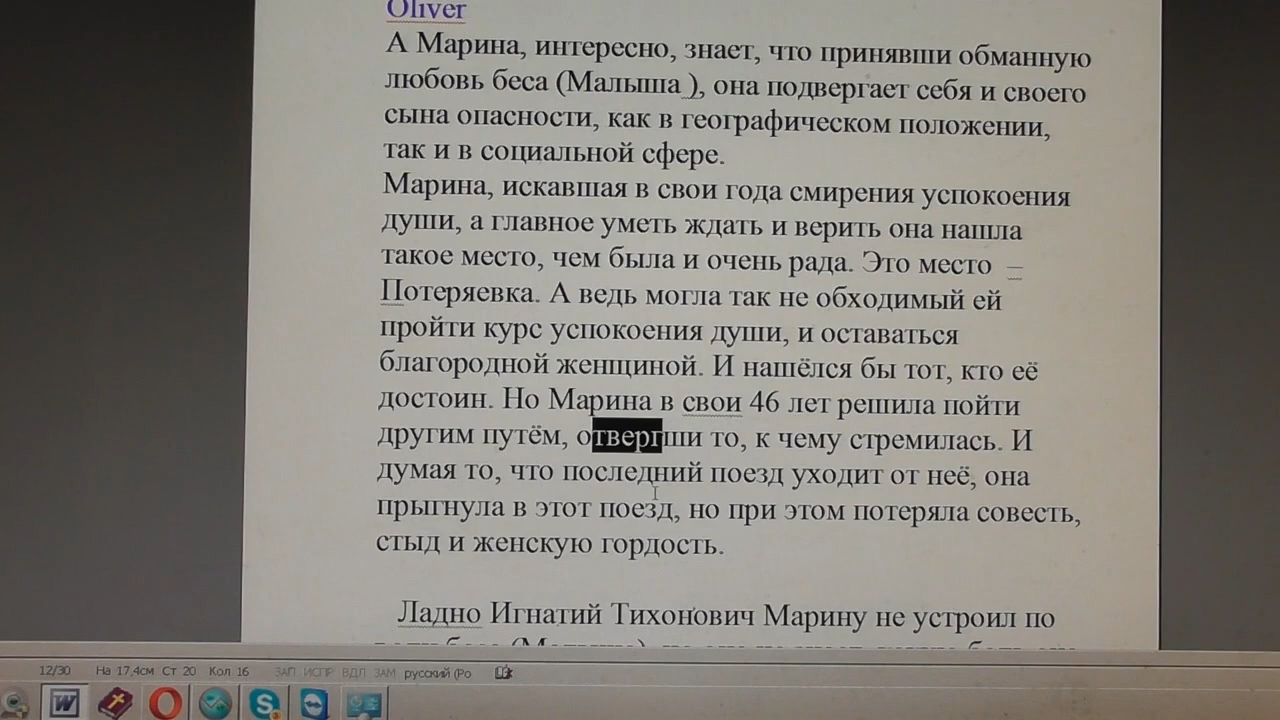 Oliver
А Марина, интересно, знает, что принявши обманную
любовь беса (Малыша ), она подвергает себя и своего
сына опасности, как в географическом положении,
так и в социальной сфере.
Марина, искавшая в свои года смирения успокоения
души, а главное уметь ждать и верить она нашла
такое место, чем была и очень рада. Это место –
Потеряевка. А ведь могла так не обходимый ей
пройти курс успокоения души, и оставаться
благородной женщиной. И нашёлся бы тот, кто её
достоин. Но Марина в свои 46 лет решила пойти
другим путём, отвергши то, к чему стремилась. И
думая то, что последний поезд уходит от неё, она
прыгнула в этот поезд, но при этом потеряла совесть,
стыд и женскую гордость.
Ладно Игнатий Тихонович Марину не устроил по
12/30 На 17,4см Ст 20 Кол 16 ЗАП ИСПР ВДЛ ЗАМ русский (Ро